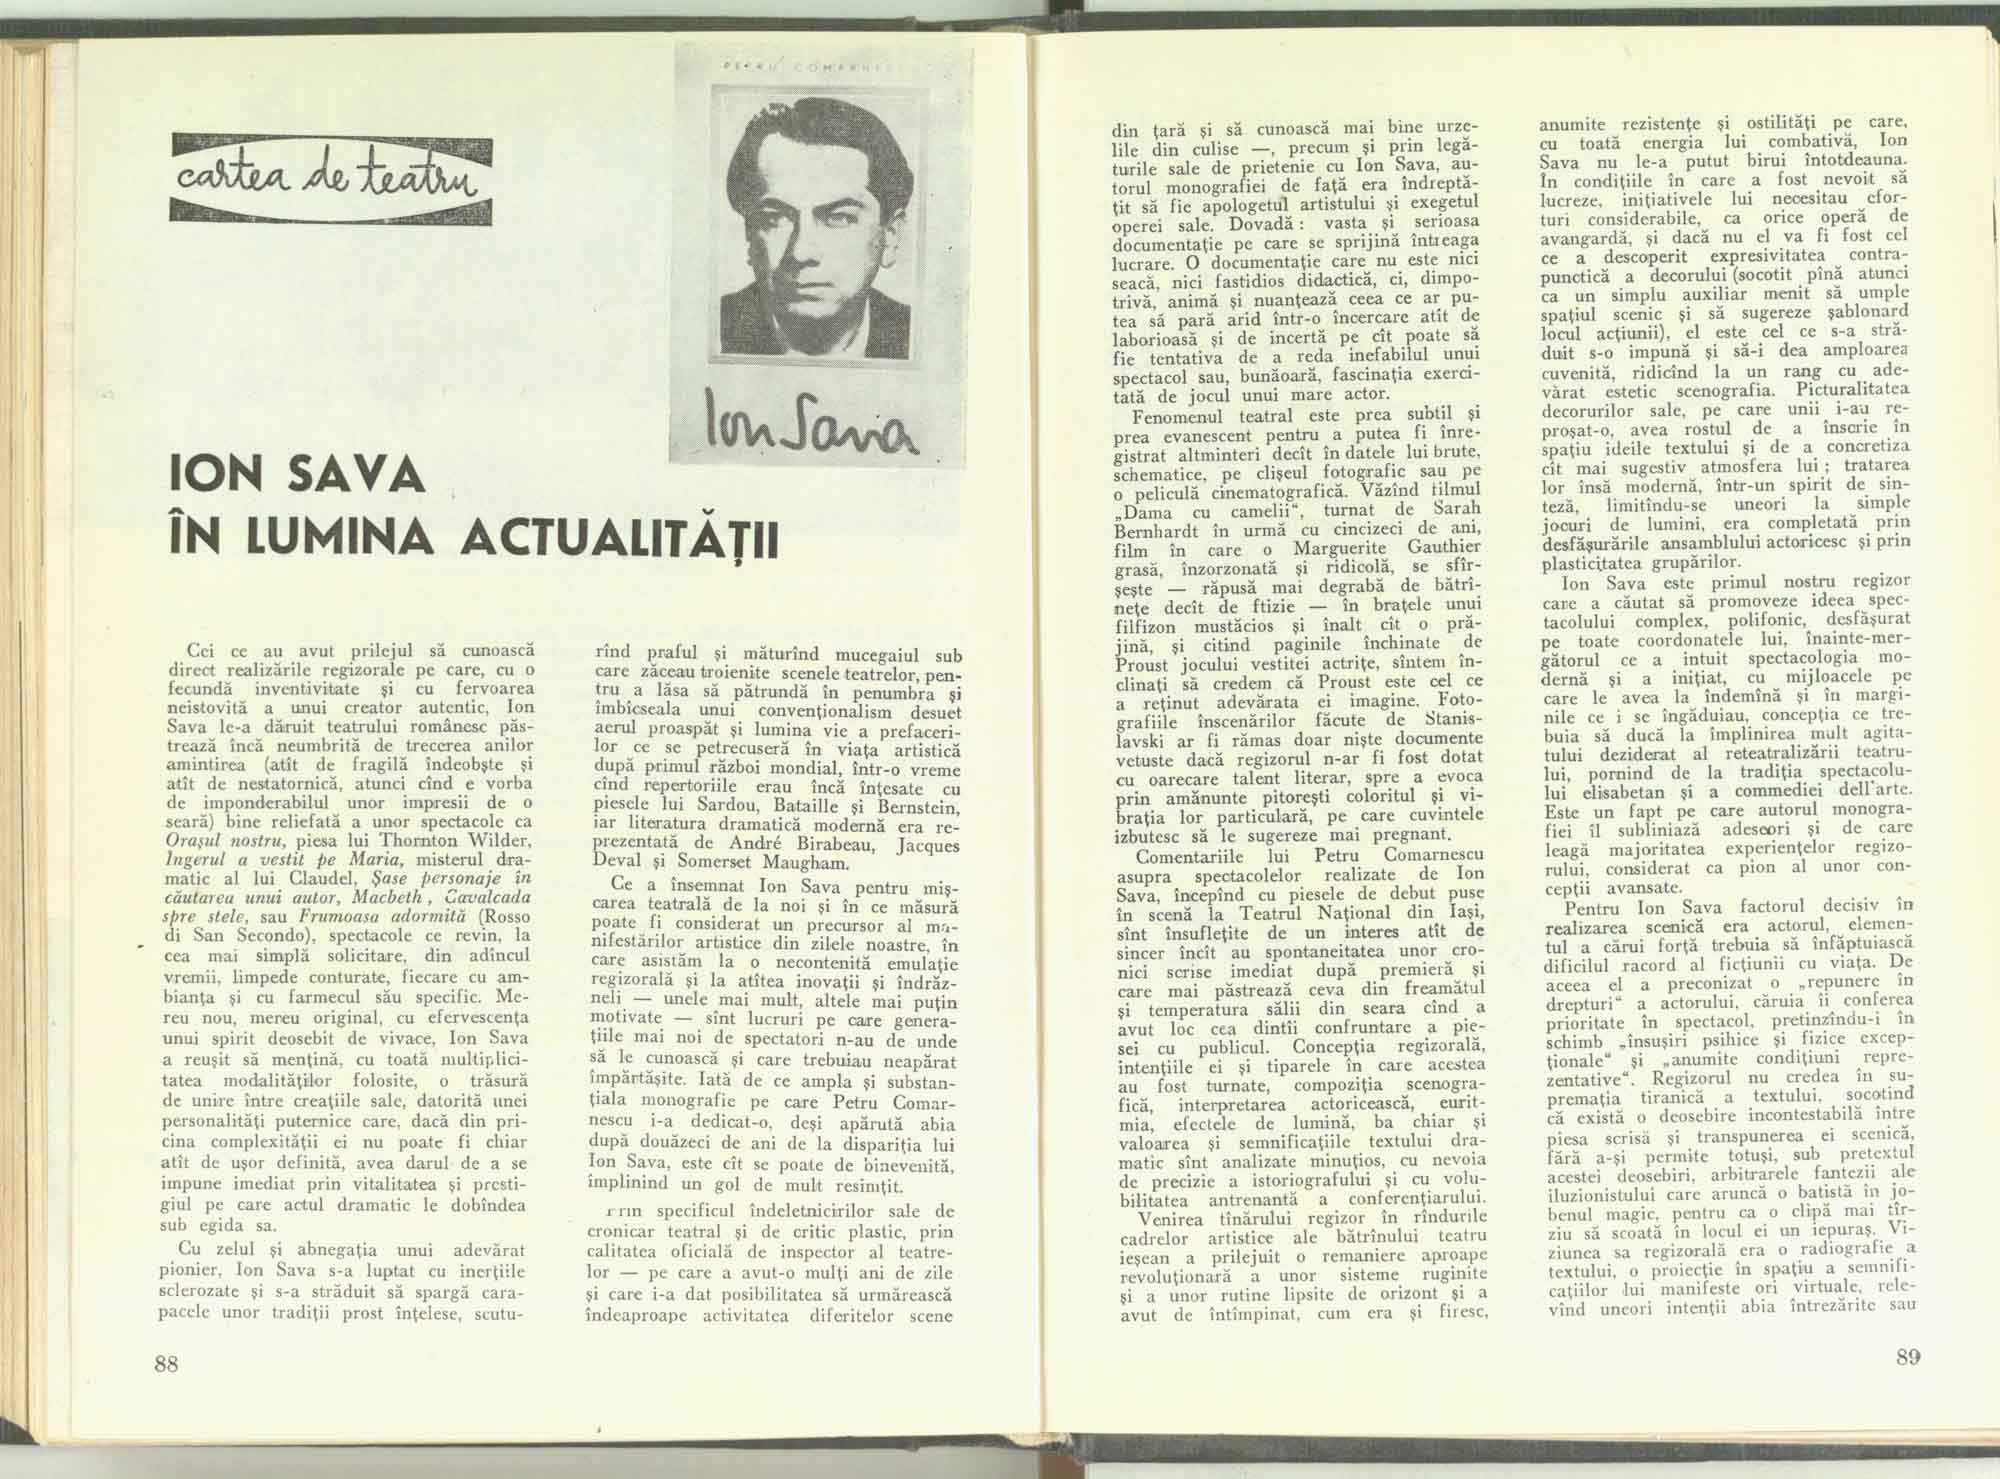 cartea de teatru
PETRU COMARNESCU
Ion Sava
ION SAVA
ÎN LUMINA ACTUALITĂȚII
Cei ce au avut prilejul să cunoască
direct realizările regizorale pe care, cu o
fecundă inventivitate și cu fervoarea
neistovită a unui creator autentic, Ion
Sava le-a dăruit teatrului românesc păs-
trează încă neumbrită de trecerea anilor
amintirea (atît de fragilă îndeobște și
atît de nestatornică, atunci cînd e vorba
de imponderabilul unor impresii de o
seară) bine reliefată a unor spectacole ca
Orașul nostru, piesa lui Thornton Wilder,
Îngerul a vestit pe Maria, misterul dra-
matic al lui Claudel, Șase personaje în
căutarea unui autor, Macbeth, Cavalcada
spre stele, sau Frumoasa adormită (Rosso
di San Secondo), spectacole ce revin, la
cea mai simplă solicitare, din adîncul
vremii, limpede conturate, fiecare cu am-
bianța și cu farmecul său specific. Me-
reu nou, mereu original, cu efervescența
unui spirit deosebit de vivace, Ion Sava
a reușit să mențină, cu toată multiplici-
tatea modalităților folosite, o trăsură
de unire între creațiile sale, datorită unei
personalități puternice care, dacă din pri-
cina complexității ei nu poate fi chiar
atît de ușor definită, avea darul de a se
impune imediat prin vitalitatea și presti-
giul pe care actul dramatic le dobîndea
sub egida sa.
Cu zelul și abnegația unui adevărat
pionier, Ion Sava s-a luptat cu inerțiile
sclerozate și s-a străduit să spargă cara-
pacele unor tradiții prost înțelese, scutu-
rînd praful și măturînd mucegaiul sub
care zăceau troienite scenele teatrelor, pen-
tru a lăsa să pătrundă în penumbra și
îmbîcseala unui convenționalism desuet
aerul proaspăt și lumina vie a prefaceri-
lor ce se petrecuseră în viața artistică
după primul război mondial, într-o vreme
cînd repertoriile erau încă înțesate cu
piesele lui Sardou, Bataille și Bernstein,
iar literatura dramatică modernă era re-
prezentată de André Birabeau, Jacques
Deval și Somerset Maugham.
Ce a însemnat Ion Sava pentru miș-
carea teatrală de la noi și în ce măsură
poate fi considerat un precursor al ma-
nifestărilor artistice din zilele noastre, în
care asistăm la o necontenită emulație
regizorală și la atîtea inovații și îndrăz-
neli — unele mai mult, altele mai puțin
motivate — sînt lucruri pe care genera-
țiile mai noi de spectatori n-au de unde
să le cunoască și care trebuiau neapărat
împărtășite. Iată de ce ampla și substan-
țiala monografie pe care Petru Comar-
nescu i-a dedicat-o, deși apărută abia
după douăzeci de ani de la dispariția lui
Ion Sava, este cît se poate de binevenită,
împlinind un gol de mult resimțit.
Prin specificul îndeletnicirilor sale de
cronicar teatral și de critic plastic, prin
calitatea oficială de inspector al teatre-
lor — pe care a avut-o mulți ani de zile
și care i-a dat posibilitatea să urmărească
îndeaproape activitatea diferitelor scene
88
din țară și să cunoască mai bine urze-
lile din culise —, precum și prin legă-
turile sale de prietenie cu Ion Sava, au-
torul monografiei de față era îndreptă-
țit să fie apologetul artistului și exegetul
operei sale. Dovadă : vasta și serioasa
documentație pe care se sprijină întreaga
lucrare. O documentație care nu este nici
seacă, nici fastidios didactică, ci, dimpo-
trivă, animă și nuanțează ceea ce ar pu-
tea să pară arid într-o încercare atît de
laborioasă și de incertă pe cît poate să
fie tentativa de a reda inefabilul unui
spectacol sau, bunăoară, fascinația exerci-
tată de jocul unui mare actor.
Fenomenul teatral este prea subtil și
prea evanescent pentru a putea fi înre-
gistrat altminteri decît în datele lui brute,
schematice, pe clișeul fotografic sau pe
o peliculă cinematografică. Văzînd filmul
„Dama cu camelii“, turnat de Sarah
Bernhardt în urmă cu cincizeci de ani,
film în care o Marguerite Gauthier
grasă, înzorzonată și ridicolă, se sfîr-
șește — răpusă mai degrabă de bătrî-
nețe decît de ftizie — în brațele unui
filfizon mustăcios și înalt cît o pră-
jină, și citind paginile închinate de
Proust jocului vestitei actrițe, sîntem în-
clinați să credem că Proust este cel ce
a reținut adevărata ei imagine. Foto-
grafiile înscenărilor făcute de Stanis-
lavski ar fi rămas doar niște documente
vetuste dacă regizorul n-ar fi fost dotat
cu oarecare talent literar, spre a evoca
prin amănunte pitorești coloritul și vi-
brația lor particulară, pe care cuvintele
izbutesc să le sugereze mai pregnant.
Comentariile lui Petru Comarnescu
asupra spectacolelor realizate de Ion
Sava, începînd cu piesele de debut puse
în scenă la Teatrul Național din Iași,
sînt însuflețite de un interes atît de
sincer încît au spontaneitatea unor cro-
nici scrise imediat după premieră și
care mai păstrează ceva din freamătul
și temperatura sălii din seara cînd a
avut loc cea dintîi confruntare a pie-
sei cu publicul. Concepția regizorală,
intențiile ei și tiparele în care acestea
au fost turnate, compoziția scenogra-
fică, interpretarea actoricească, eurit-
mia, efectele de lumină, ba chiar și
valoarea și semnificațiile textului dra-
matic sînt analizate minuțios, cu nevoia
de precizie a istoriografului și cu volu-
bilitatea antrenantă a conferențiarului.
Venirea tînărului regizor în rîndurile
cadrelor artistice ale bătrînului teatru
ieșean a prilejuit o remaniere aproape
revoluționară a unor sisteme ruginite
și a unor rutine lipsite de orizont și a
avut de întîmpinat, cum era și firesc,
anumite rezistențe și ostilități pe care,
cu toată energia lui combativă, Ion
Sava nu le-a putut birui întotdeauna.
În condițiile în care a fost nevoit să
lucreze, inițiativele lui necesitau efor-
turi considerabile, ca orice operă de
avangardă, și dacă nu el va fi fost cel
ce a descoperit expresivitatea contra-
punctică a decorului (socotit pînă atunci
ca un simplu auxiliar menit să umple
spațiul scenic și să sugereze șablonard
locul acțiunii), el este cel ce s-a stră-
duit s-o impună și să-i dea amploarea
cuvenită, ridicînd la un rang cu ade-
vărat estetic scenografia. Picturalitatea
decorurilor sale, pe care unii i-au re-
proșat-o, avea rostul de a înscrie în
spațiu ideile textului și de a concretiza
cît mai sugestiv atmosfera lui ; tratarea
lor însă modernă, într-un spirit de sin-
teză, limitîndu-se uneori la simple
jocuri de lumini, era completată prin
desfășurările ansamblului actoricesc și prin
plasticitatea grupărilor.
Ion Sava este primul nostru regizor
care a căutat să promoveze ideea spec-
tacolului complex, polifonic, desfășurat
pe toate coordonatele lui, înainte-mer-
gătorul ce a intuit spectacologia mo-
dernă și a inițiat, cu mijloacele pe
care le avea la îndemînă și în margi-
nile ce i se îngăduiau, concepția ce tre-
buia să ducă la împlinirea mult agita-
tului deziderat al reteatralizării teatru-
lui, pornind de la tradiția spectacolu-
lui elisabetan și a commediei dell'arte.
Este un fapt pe care autorul monogra-
fiei îl subliniază adeseori și de care
leagă majoritatea experiențelor regizo-
rului, considerat ca pion al unor con-
cepții avansate.
Pentru Ion Sava factorul decisiv în
realizarea scenică era actorul, elemen-
tul a cărui forță trebuia să înfăptuiască
dificilul racord al ficțiunii cu viața. De
aceea el a preconizat o „repunere în
drepturi“ a actorului, căruia îi conferea
prioritate în spectacol, pretinzîndu-i în
schimb „însușiri psihice și fizice excep-
ționale“ și „anumite condițiuni repre-
zentative“. Regizorul nu credea în su-
premația tiranică a textului, socotind
că există o deosebire incontestabilă între
piesa scrisă și transpunerea ei scenică,
fără a-și permite totuși, sub pretextul
acestei deosebiri, arbitrarele fantezii ale
iluzionistului care aruncă o batistă în jo-
benul magic, pentru ca o clipă mai tîr-
ziu să scoată în locul ei un iepuraș. Vi-
ziunea sa regizorală era o radiografie a
textului, o proiecție în spațiu a semnifi-
cațiilor lui manifeste ori virtuale, rele-
vînd uneori intenții abia întrezărite sau
89